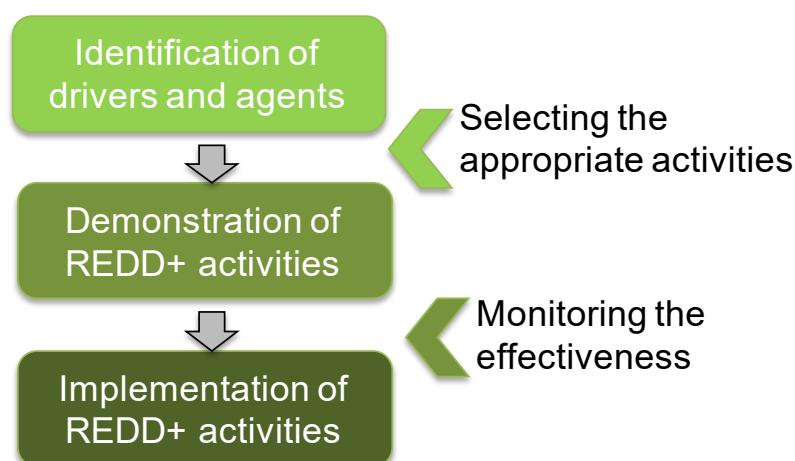 Identification of
drivers and agents
Selecting the
appropriate activities
Demonstration of
REDD+ activities
Monitoring the
effectiveness
Implementation of
REDD+ activities